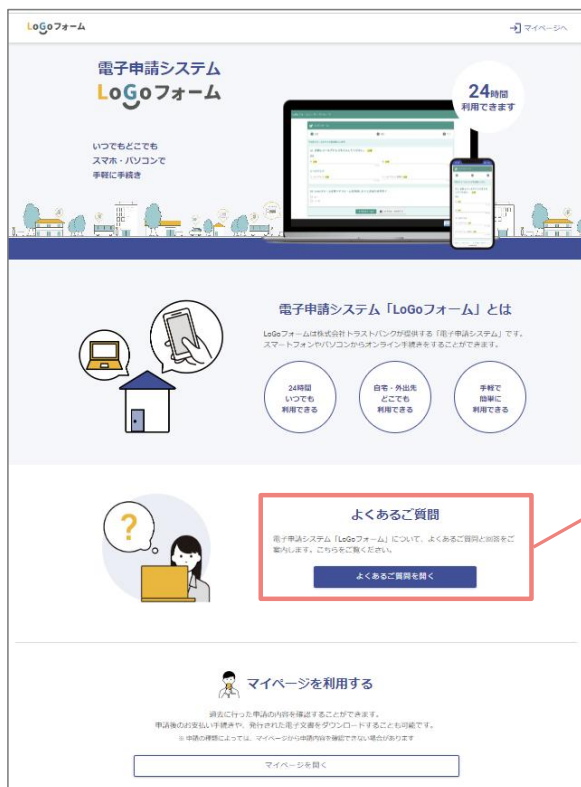 LoGoフォーム
マイページへ
電子申請システム
LoGoフォーム
24時間
利用できます
いつでもどこでも
スマホ・パソコンで
手軽に手続き
電子申請システム「LoGoフォーム」とは
LoGoフォームは株式会社トラストバンクが提供する「電子申請システム」です。
スマートフォンやパソコンからオンライン手続きをすることができます。
24時間
いつでも
利用できる
自宅・外出先
どこでも
利用できる
手軽で
簡単に
利用できる
?
よくあるご質問
電子申請システム「LoGoフォーム」について、よくあるご質問と回答をご
案内します。こちらをご覧ください。
よくあるご質問を開く
マイページを利用する
過去に行った申請の内容を確認することができます。
申請後のお支払い手続きや、発行された電子文書をダウンロードすることも可能です。
※ 申請の種類によっては、マイページから申請内容を確認できない場合があります
マイページを開く